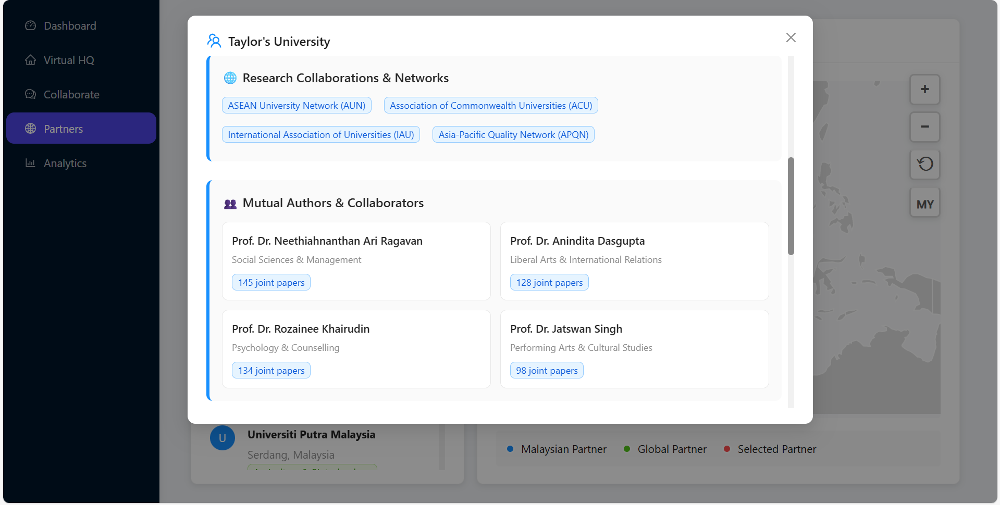 Dashboard
Virtual HQ
Collaborate
Partners
Analytics
Taylor's University
Research Collaborations & Networks
ASEAN University Network (AUN)
Association of Commonwealth Universities (ACU)
International Association of Universities (IAU)
Asia-Pacific Quality Network (APQN)
Mutual Authors & Collaborators
Prof. Dr. Neethiahnanthan Ari Ragavan
Social Sciences & Management
145 joint papers
Prof. Dr. Anindita Dasgupta
Liberal Arts & International Relations
128 joint papers
Prof. Dr. Rozainee Khairudin
Psychology & Counselling
134 joint papers
Prof. Dr. Jatswan Singh
Performing Arts & Cultural Studies
98 joint papers
+
−
MY
U
Universiti Putra Malaysia
Serdang, Malaysia
Malaysian Partner
Global Partner
Selected Partner